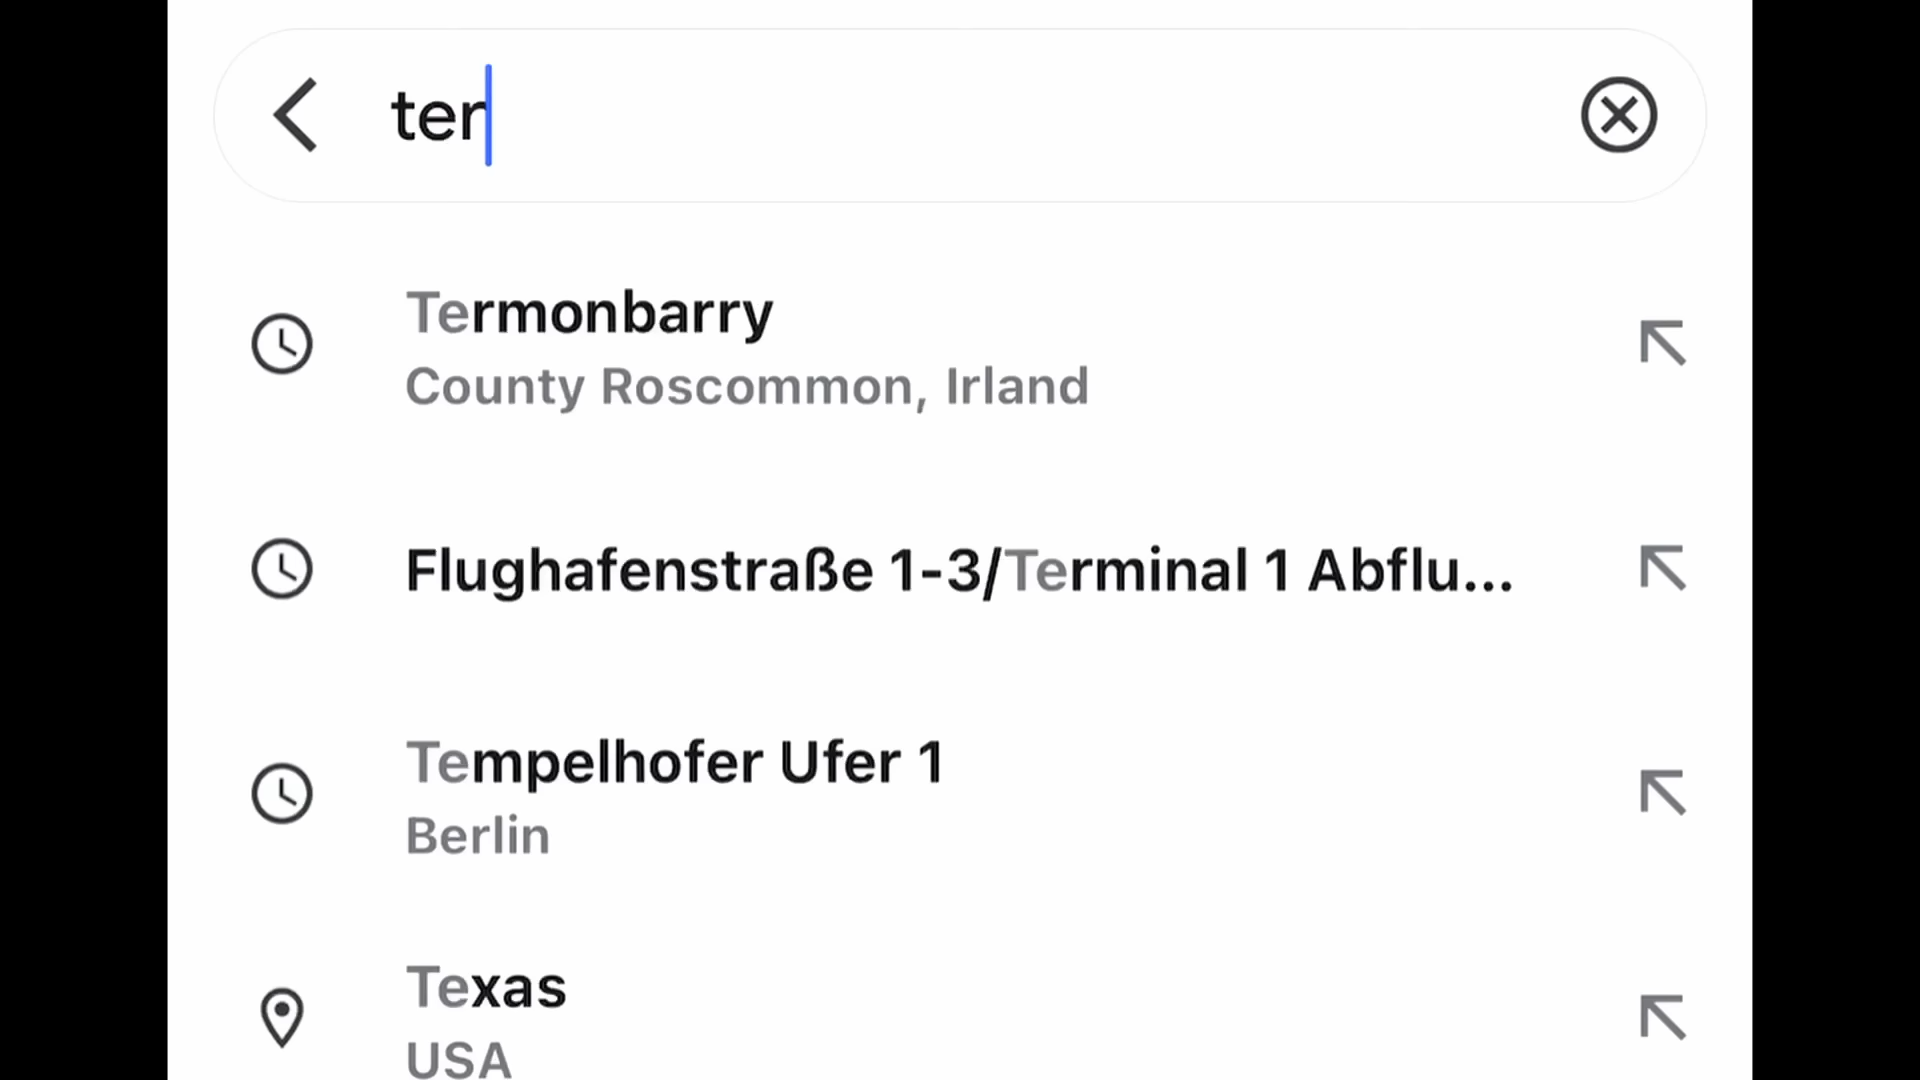 ter
Termonbarry
County Roscommon, Irland
Flughafenstraße 1-3/Terminal 1 Abflu...
Tempelhofer Ufer 1
Berlin
Texas
USA